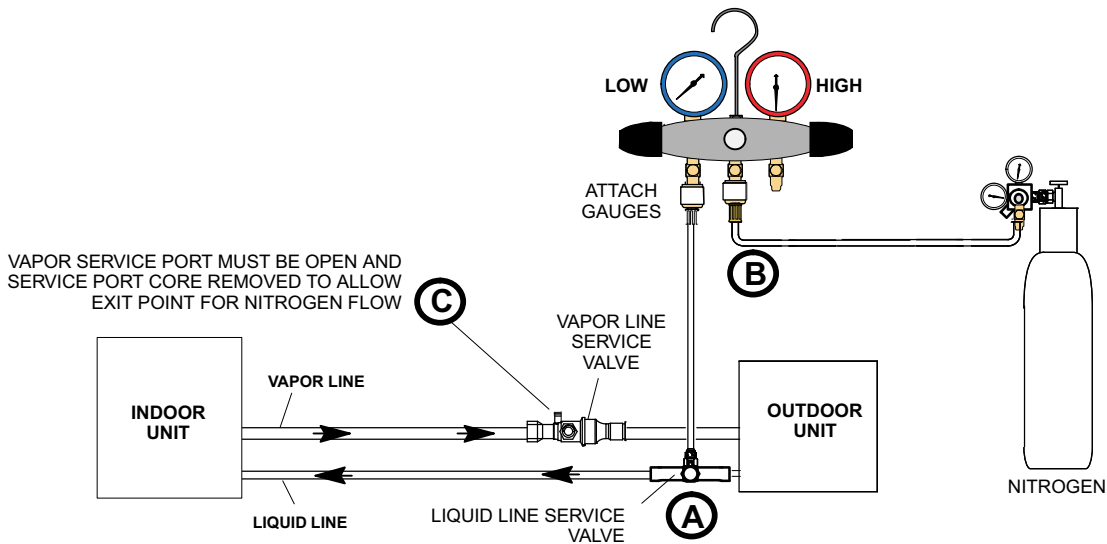 LOW
HIGH
ATTACH
GAUGES
B
VAPOR SERVICE PORT MUST BE OPEN AND
SERVICE PORT CORE REMOVED TO ALLOW
EXIT POINT FOR NITROGEN FLOW
C
VAPOR LINE
SERVICE
VALVE
VAPOR LINE
INDOOR
UNIT
OUTDOOR
UNIT
NITROGEN
LIQUID LINE
LIQUID LINE SERVICE
VALVE
A